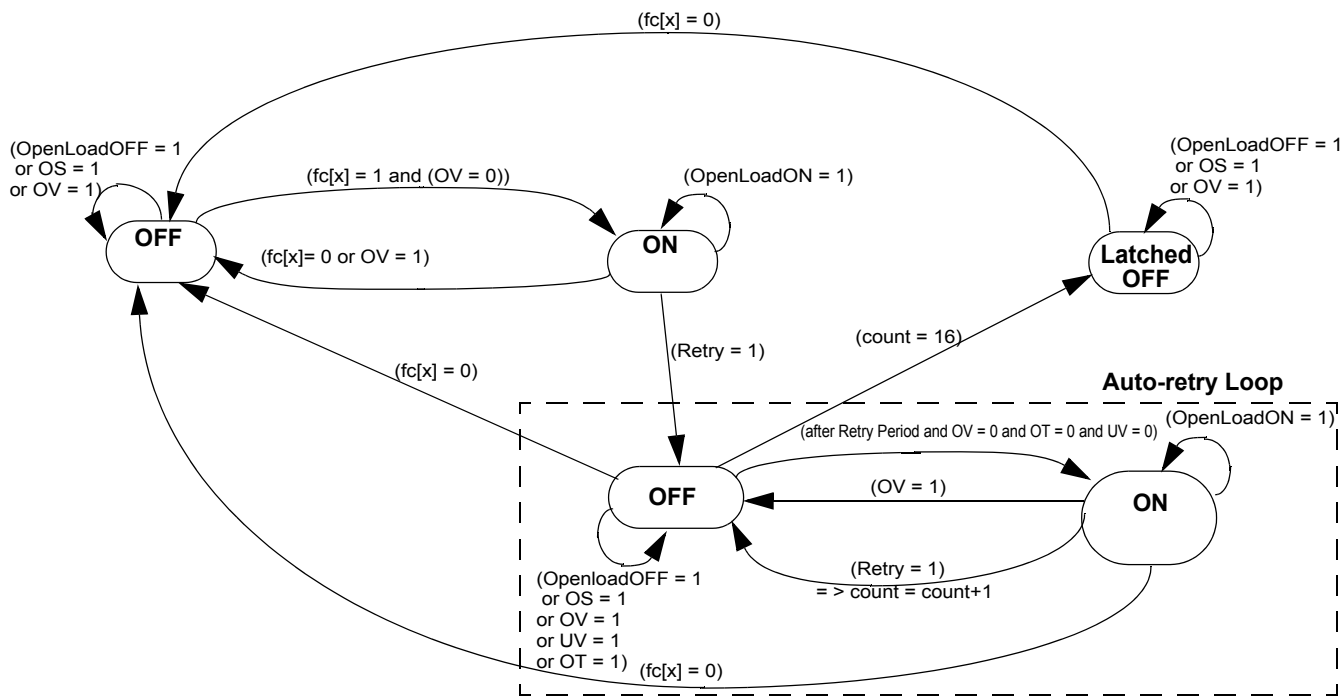 (fc[x] = 0)
(OpenLoadOFF = 1
or OS = 1
or OV = 1)
(fc[x] = 1 and (OV = 0))
(OpenLoadON = 1)
(OpenLoadOFF = 1
or OS = 1
or OV = 1)
OFF
ON
(fc[x]= 0 or OV = 1)
Latched
OFF
(Retry = 1)
(count = 16)
(fc[x] = 0)
Auto-retry Loop
(after Retry Period and OV = 0 and OT = 0 and UV = 0)
(OpenLoadON = 1)
OFF
(OV = 1)
ON
(Retry = 1)
= > count = count+1
(OpenloadOFF = 1
or OS = 1
or OV = 1
or UV = 1
or OT = 1)
(fc[x] = 0)